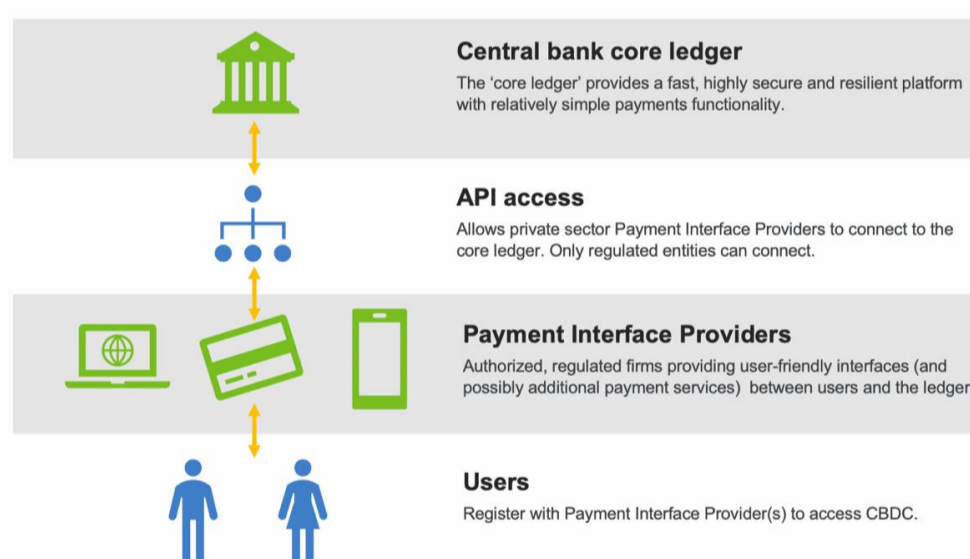 Central bank core ledger
The ‘core ledger’ provides a fast, highly secure and resilient platform
with relatively simple payments functionality.
API access
Allows private sector Payment Interface Providers to connect to the
core ledger. Only regulated entities can connect.
Payment Interface Providers
Authorized, regulated firms providing user-friendly interfaces (and
possibly additional payment services) between users and the ledger
Users
Register with Payment Interface Provider(s) to access CBDC.